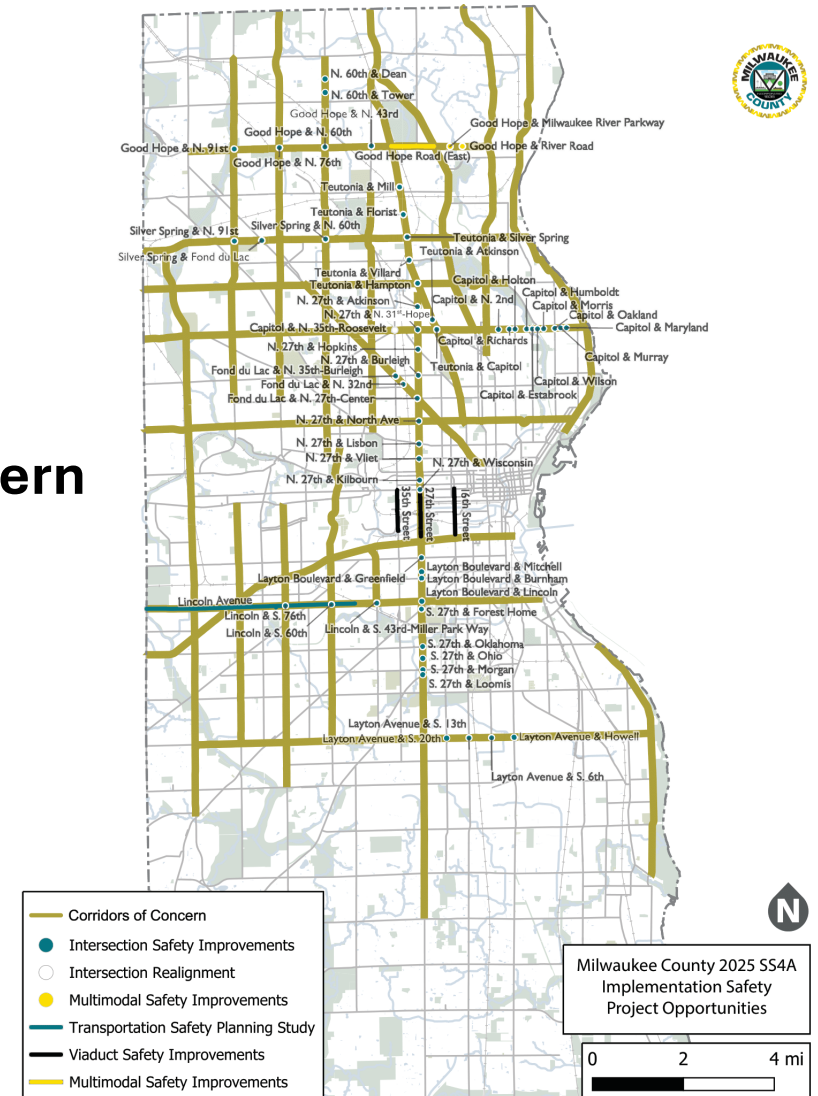 MILWAUKEE
COUNTY
N. 60th & Dean
N. 60th & Tower
Good Hope & N. 43rd
Good Hope & Milwaukee River Parkway
Good Hope & N. 60th
Good Hope & N. 91st
Good Hope & River Road
Good Hope Road (East)
Good Hope & N. 76th
Teutonia & Mill
Teutonia & Florist
Silver Spring & N. 60th
Silver Spring & N. 91st
Teutonia & Silver Spring
Silver Spring & Fond du Lac
Teutonia & Atkinson
Teutonia & Villard
Capitol & Holton
Teutonia & Hampton
Capitol & Humboldt
N. 27th & Atkinson
Capitol & N. 2nd
Capitol & Morris
N. 27th &
N. 31st-Hope
Capitol & Oakland
Capitol & N. 35th-Roosevelt
Capitol & Maryland
Capitol & Richards
N. 27th & Hopkins
Capitol & Murray
N. 27th & Burleigh
Teutonia & Capitol
Fond du Lac & N. 35th-Burleigh
Capitol & Wilson
Fond du Lac & N. 32nd
Capitol & Estabrook
Fond du Lac & N. 27th-Center
N. 27th & North Ave
N. 27th & Lisbon
N. 27th & Vliet
N. 27th & Wisconsin
ern
N. 27th & Kilbourn
35th Street
27th Street
16th Street
Layton Boulevard & Mitchell
Layton Boulevard & Greenfield
Layton Boulevard & Burnham
Layton Boulevard & Lincoln
Lincoln Avenue
S. 27th & Forest Home
Lincoln & S. 76th
Lincoln & S. 43rd-Miller Park Way
Lincoln & S. 60th
S. 27th & Oklahoma
S. 27th & Ohio
S. 27th & Morgan
S. 27th & Loomis
Layton Avenue & S. 13th
Layton Avenue & S. 20th
Layton Avenue & Howell
Layton Avenue & S. 6th
Corridors of Concern
Intersection Safety Improvements
Intersection Realignment
Multimodal Safety Improvements
Transportation Safety Planning Study
Viaduct Safety Improvements
Multimodal Safety Improvements
N
Milwaukee County 2025 SS4A
Implementation Safety
Project Opportunities
0 2 4 mi